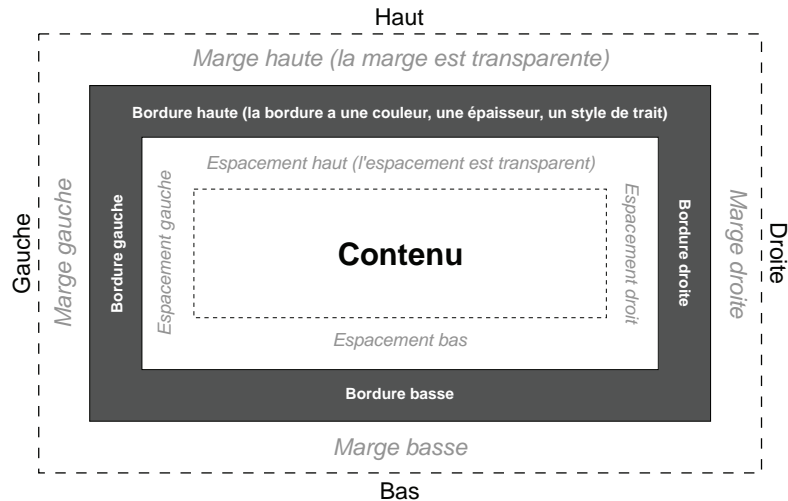 Haut
Marge haute (la marge est transparente)
Bordure haute (la bordure a une couleur, une épaisseur, un style de trait)
Espacement haut (l'espacement est transparent)
Gauche
Marge gauche
Bordure gauche
Espacement gauche
Contenu
Espacement droit
Bordure droite
Marge droite
Droite
Espacement bas
Bordure basse
Marge basse
Bas